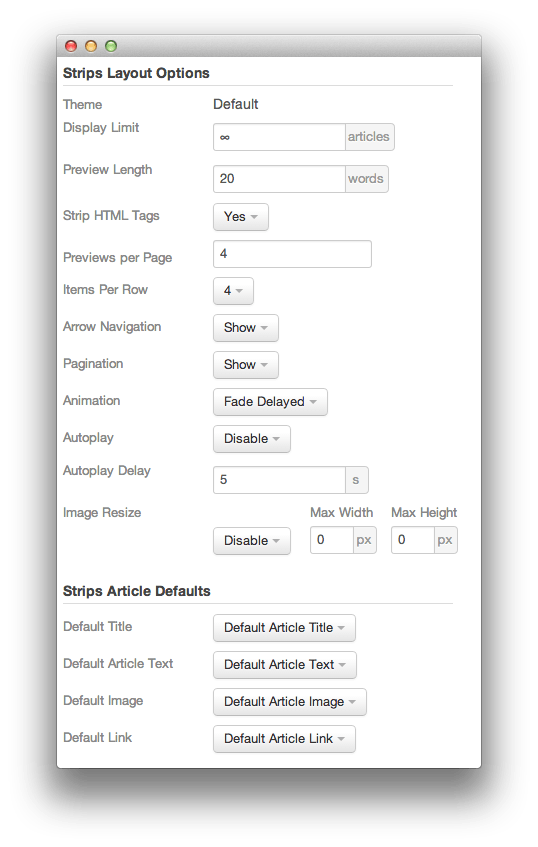 Strips Layout Options
Theme Default
Display Limit ∞ articles
Preview Length 20 words
Strip HTML Tags Yes
Previews per Page 4
Items Per Row 4
Arrow Navigation Show
Pagination Show
Animation Fade Delayed
Autoplay Disable
Autoplay Delay 5 s
Image Resize Max Width Max Height
Disable 0 px 0 px
Strips Article Defaults
Default Title Default Article Title
Default Article Text Default Article Text
Default Image Default Article Image
Default Link Default Article Link